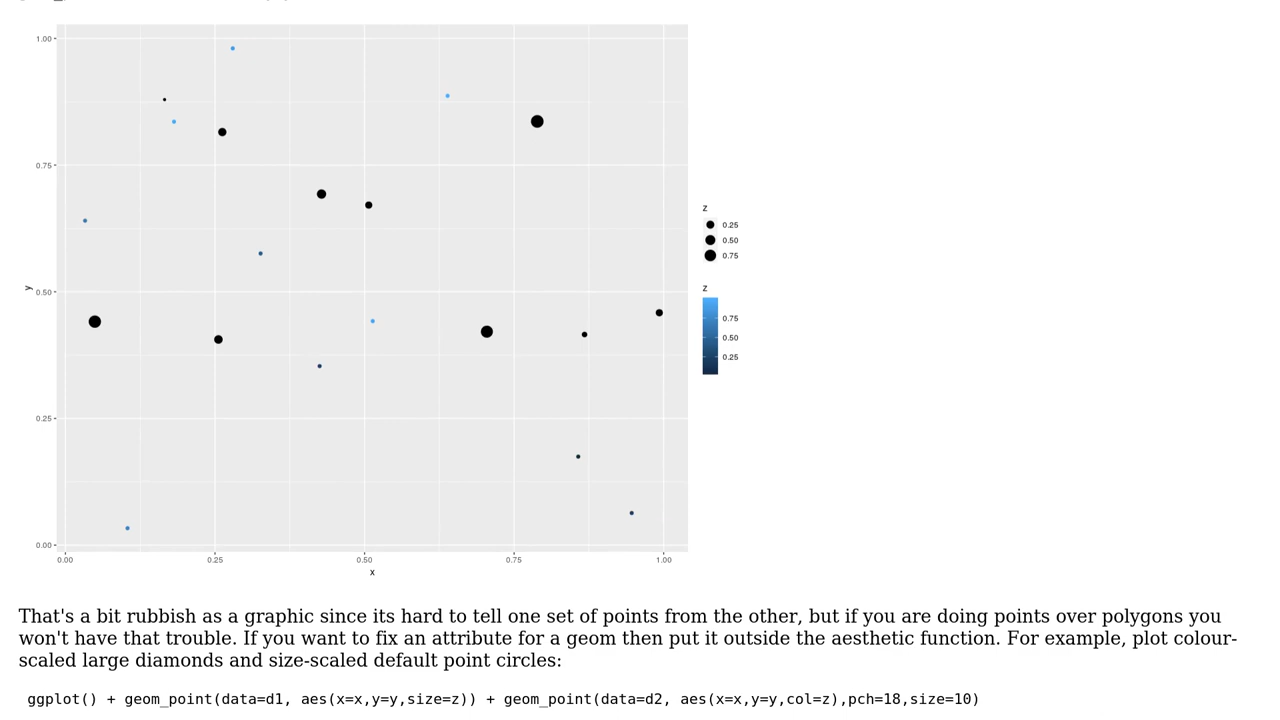 1.00
0.75
0.50
0.25
0.00
y
0.00 0.25 0.50 0.75 1.00
x
z
0.25
0.50
0.75
z
0.75
0.50
0.25
That's a bit rubbish as a graphic since its hard to tell one set of points from the other, but if you are doing points over polygons you
won't have that trouble. If you want to fix an attribute for a geom then put it outside the aesthetic function. For example, plot colour-
scaled large diamonds and size-scaled default point circles:
ggplot() + geom_point(data=d1, aes(x=x,y=y,size=z)) + geom_point(data=d2, aes(x=x,y=y,col=z),pch=18,size=10)